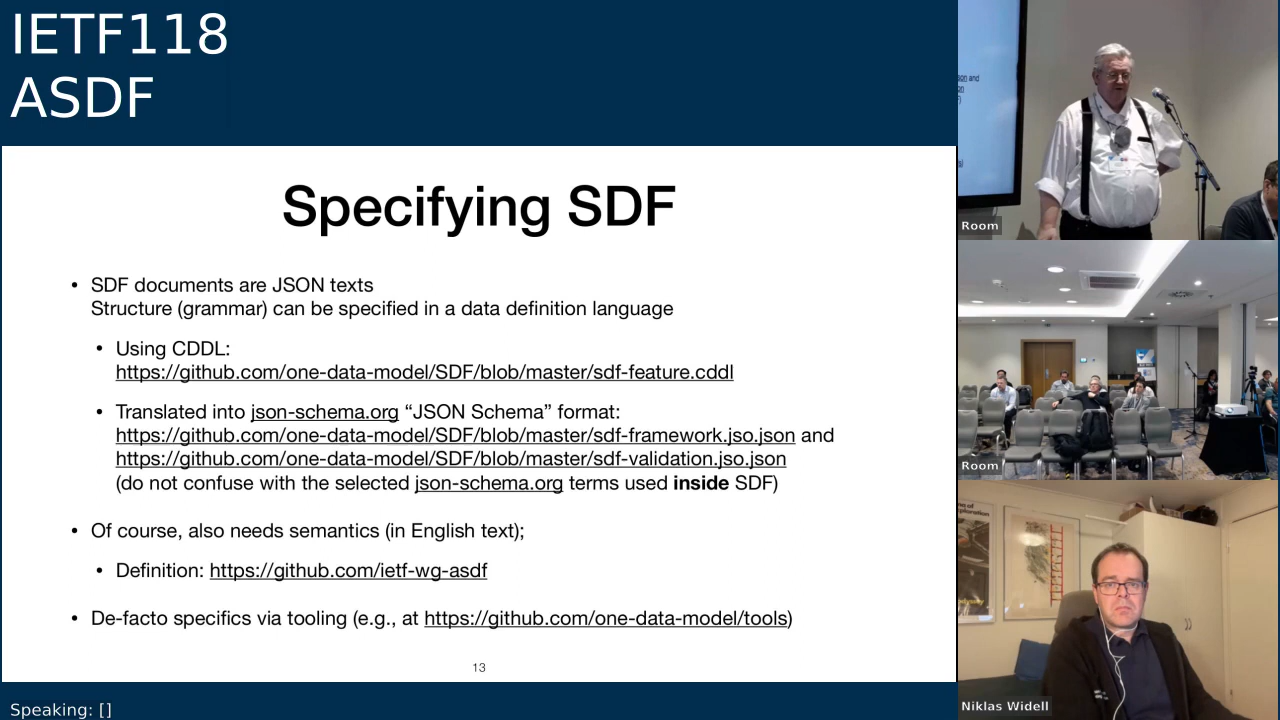 IETF118
ASDF
Specifying SDF
• SDF documents are JSON texts
Structure (grammar) can be specified in a data definition language
• Using CDDL:
https://github.com/one-data-model/SDF/blob/master/sdf-feature.cddl
• Translated into json-schema.org “JSON Schema” format:
https://github.com/one-data-model/SDF/blob/master/sdf-framework.jso.json and
https://github.com/one-data-model/SDF/blob/master/sdf-validation.jso.json
(do not confuse with the selected json-schema.org terms used inside SDF)
• Of course, also needs semantics (in English text);
• Definition: https://github.com/ietf-wg-asdf
• De-facto specifics via tooling (e.g., at https://github.com/one-data-model/tools)
13
Speaking: []
Room
Room
Niklas Widell